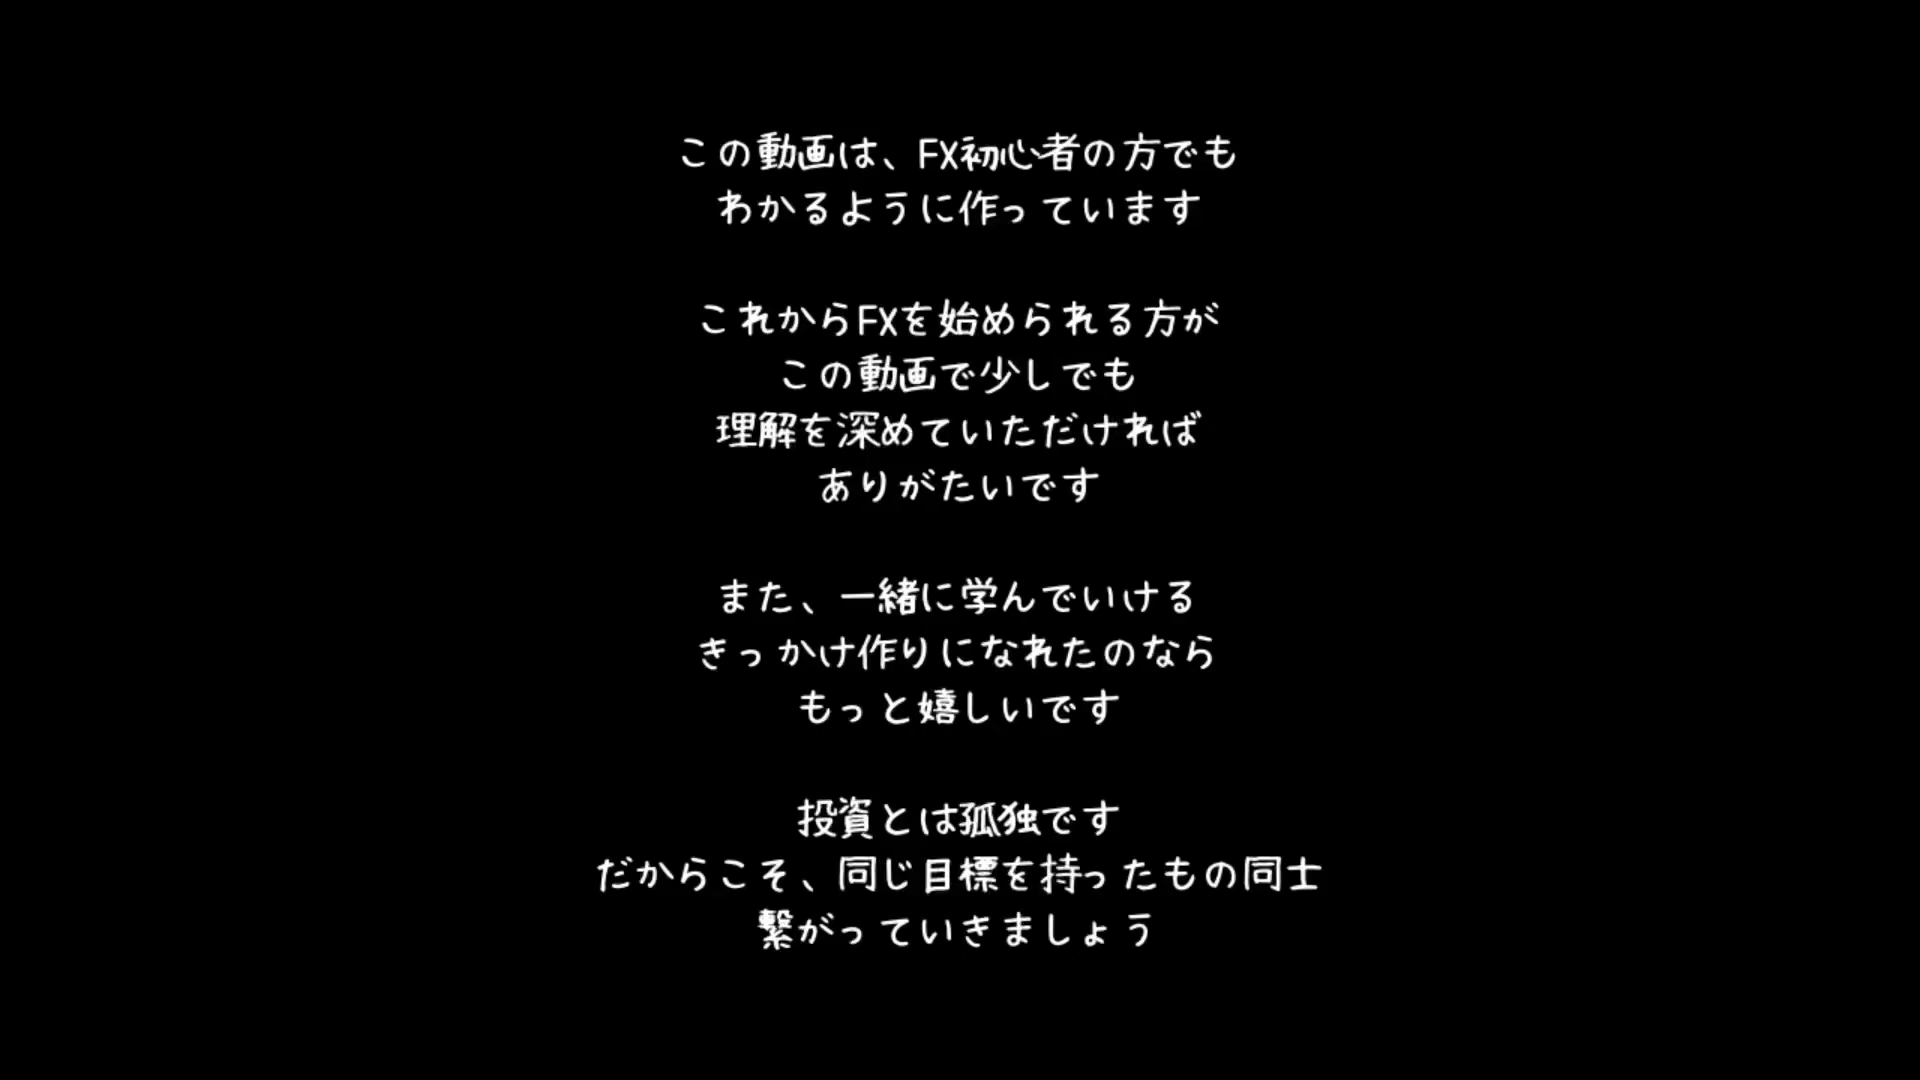 この動画は、FX初心者の方でも
わかるように作っています
これからFXを始められる方が
この動画で少しでも
理解を深めていただければ
ありがたいです
また、一緒に学んでいける
きっかけ作りになれたのなら
もっと嬉しいです
投資とは孤独です
だからこそ、同じ目標を持ったもの同士
繋がっていきましょう